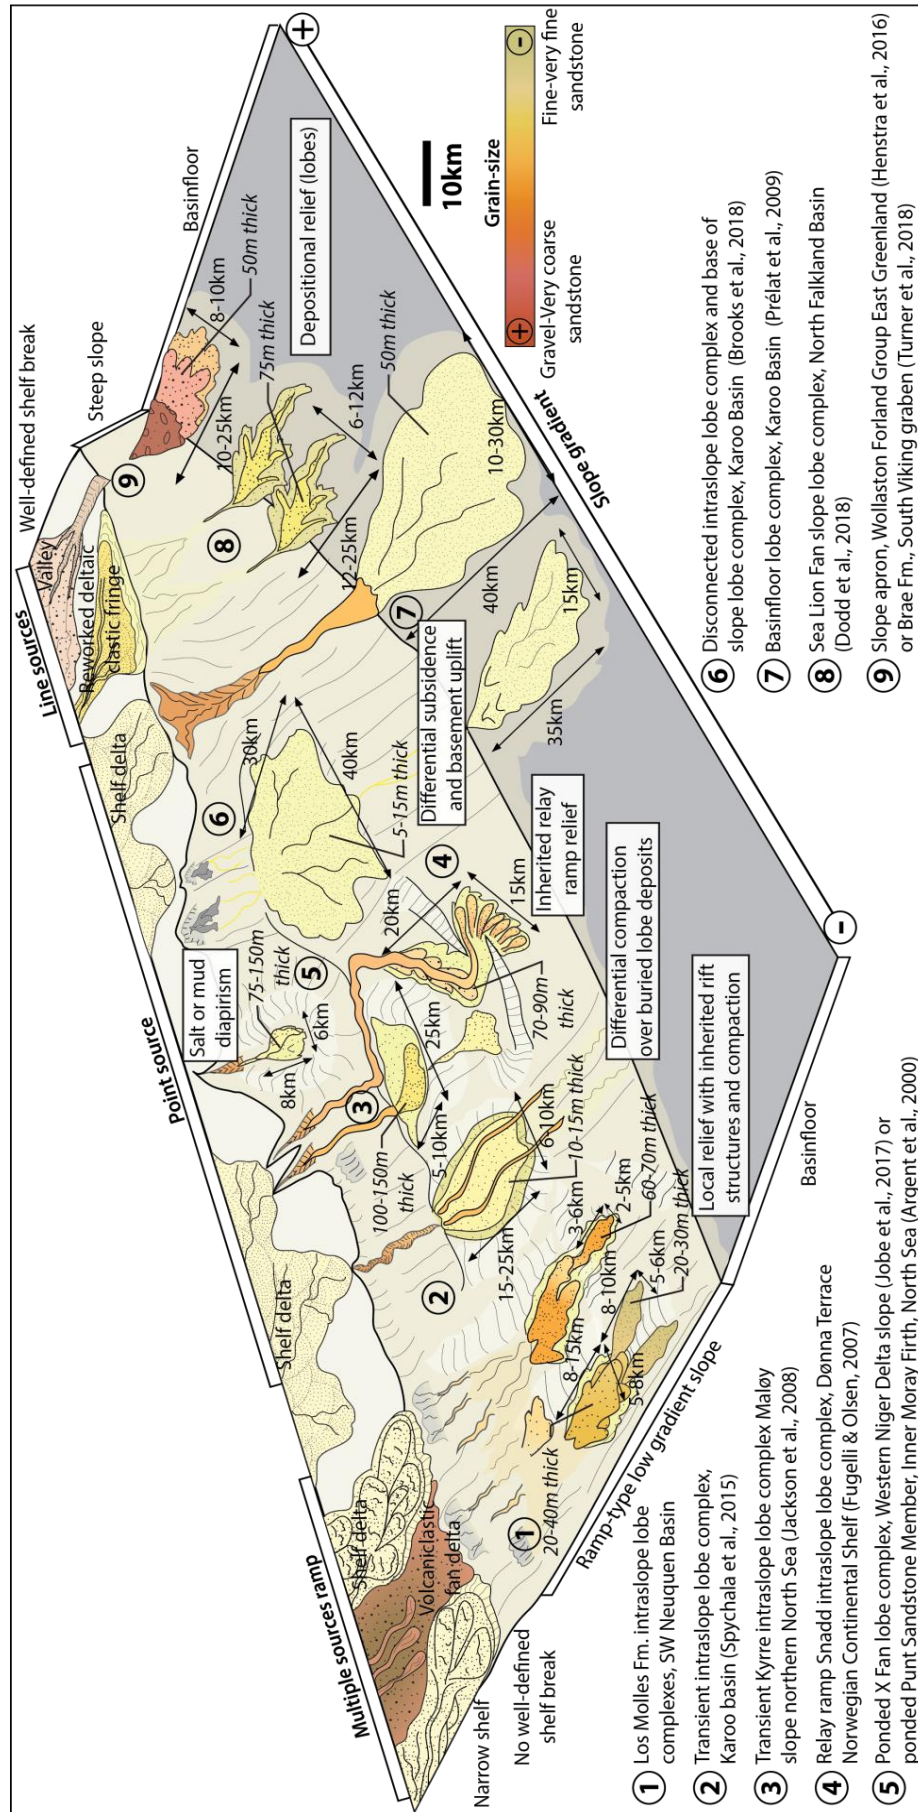 Multiple sources ramp
Point source
Line sources
Narrow shelf
No well-defined
shelf break
Shelf delta
Volcaniclastic
fan delta
Shelf delta
Shelf delta
Reworked deltaic
clastic fringe
Valley
Well-defined shelf break
Steep slope
Basinfloor
Salt or mud
diapirism
1
20-40m thick
8-15km
3-6km
2-5km
60-70m thick
8-10km
5-6km
20-30m thick
5-8km
2
15-25km
6-10km
10-15m thick
3
100-150m
thick
5-10km
25km
4
20km
15km
70-90m
thick
5
75-150m
thick
8km
6km
6
30km
40km
5-15m thick
7
40km
10-30km
50m thick
35km
15km
8
12-25km
6-12km
75m thick
9
10-25km
8-10km
50m thick
Depositional relief (lobes)
Differential subsidence
and basement uplift
Inherited relay
ramp relief
Differential compaction
over buried lobe deposits
Local relief with inherited rift
structures and compaction
Ramp-type low gradient slope
Basinfloor
-
Slope gradient
+
10km
Grain-size
+
-
Gravel-Very coarse
sandstone
Fine-very fine
sandstone
1 Los Molles Fm. intraslope lobe
complexes, SW Neuquen Basin
2 Transient intraslope lobe complex,
Karoo basin (Spychala et al., 2015)
3 Transient Kyrre intraslope lobe complex Maløy
slope northern North Sea (Jackson et al., 2008)
4 Relay ramp Snadd intraslope lobe complex, Dønna Terrace
Norwegian Continental Shelf (Fugelli & Olsen, 2007)
5 Ponded X Fan lobe complex, Western Niger Delta slope (Jobe et al., 2017) or
ponded Punt Sandstone Member, Inner Moray Firth, North Sea (Argent et al., 2000)
6 Disconnected intraslope lobe complex and base of
slope lobe complex, Karoo Basin (Brooks et al., 2018)
7 Basinfloor lobe complex, Karoo Basin (Prélat et al., 2009)
8 Sea Lion Fan slope lobe complex, North Falkland Basin
(Dodd et al., 2018)
9 Slope apron, Wollaston Forland Group East Greenland (Henstra et al., 2016)
or Brae Fm., South Viking graben (Turner et al., 2018)